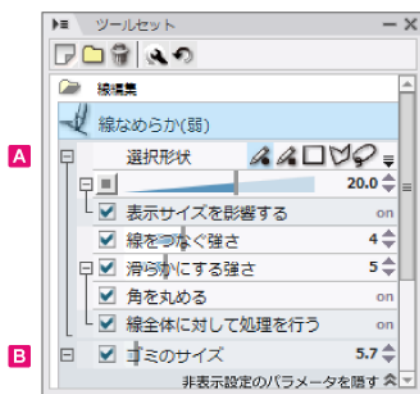 ツールセット
線編集
線なめらか(弱)
A
選択形状
20.0
表示サイズを影響する on
線をつなぐ強さ 4
滑らかにする強さ 5
角を丸める on
線全体に対して処理を行う on
B
ゴミのサイズ 5.7
非表示設定のパラメータを隠す